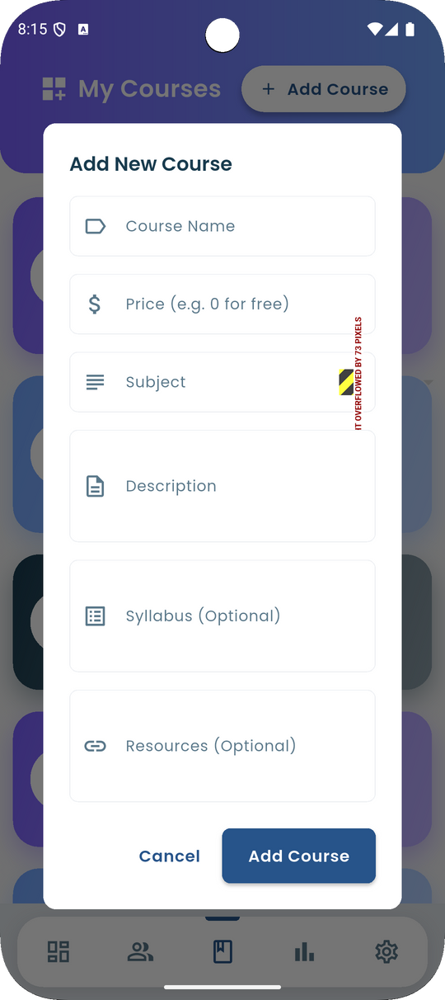 8:15
A
My Courses
+ Add Course
Add New Course
Course Name
$ Price (e.g. 0 for free)
Subject
OVERFLOWED BY 73 PIXELS
Description
Syllabus (Optional)
Resources (Optional)
Cancel
Add Course